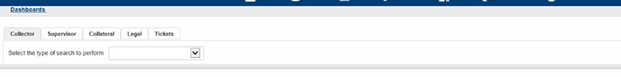 Dashboards
Collector Supervisor Collateral Legal Tickets
Select the type of search to perform